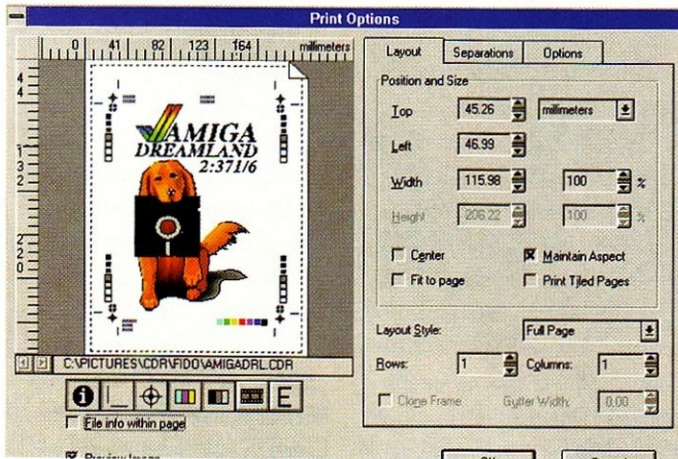 Print Options
0 41 82 123 164 millimeters
44
132
220
AMIGA
DREAMLAND
2:371/6
C:\PICTURES\CDR\FIDO\AMIGADRL.CDR
E
File info within page
Preview Image
Layout Separations Options
Position and Size
Top 45.26 millimeters
Left 46.99
Width 115.98 100 %
Height 206.22 100 %
Center Maintain Aspect
Fit to page Print Tiled Pages
Layout Style: Full Page
Rows: 1 Columns: 1
Clone Frame Gutter Width: 0.00